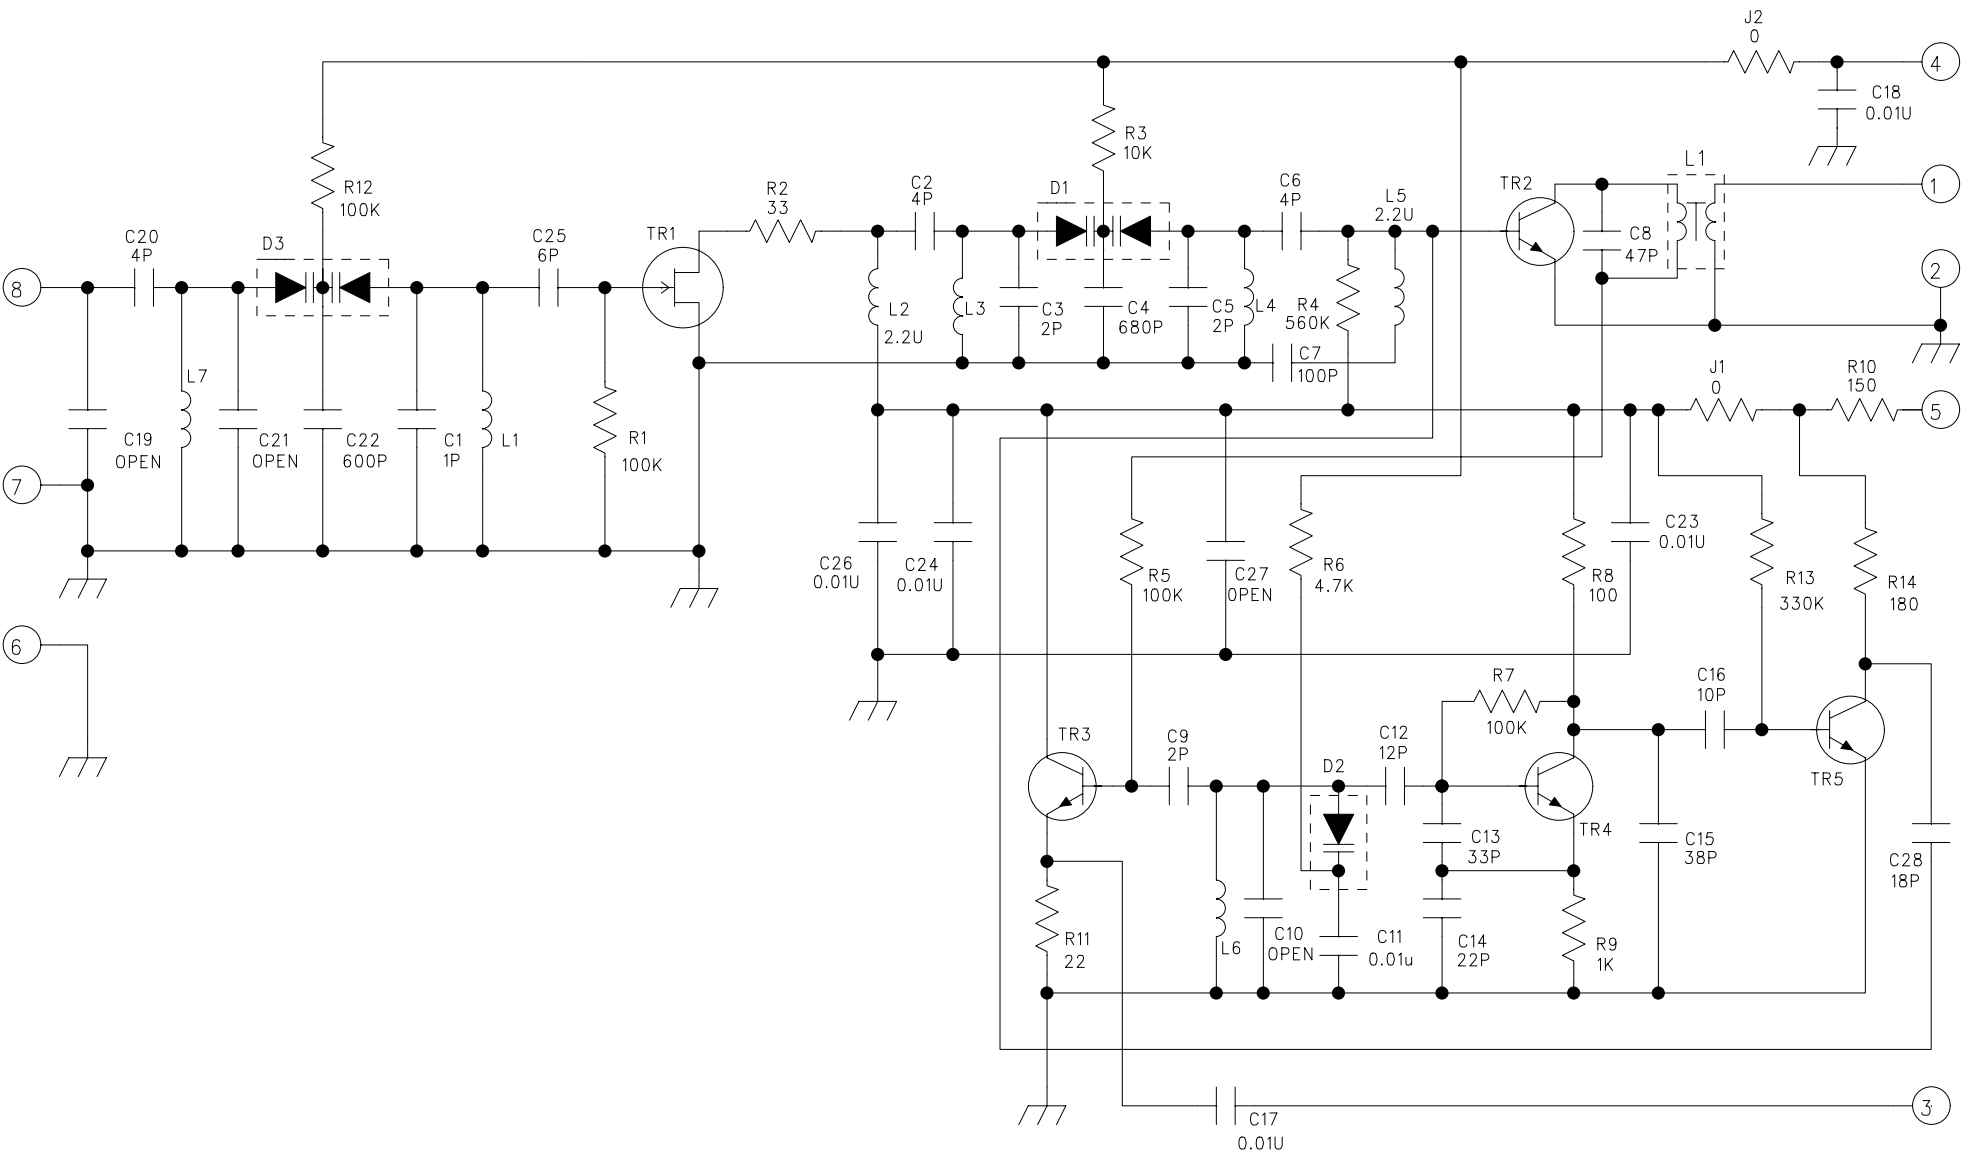 J2
0
4
C18
0.01U
R3
10K
R12
100K
L1
TR2
1
C8
47P
C6
4P
L5
2.2U
D1
C2
4P
R2
33
TR1
C25
6P
D3
C20
4P
8
2
L2
2.2U
L3
C3
2P
C4
680P
C5
2P
L4
R4
560K
C7
100P
L7
J1
0
R10
150
5
C19
OPEN
C21
OPEN
C22
600P
C1
1P
L1
R1
100K
7
C26
0.01U
C24
0.01U
R5
100K
C27
OPEN
R6
4.7K
R8
100
C23
0.01U
R13
330K
R14
180
6
R7
100K
C16
10P
TR3
C9
2P
D2
C12
12P
TR5
TR4
C13
33P
C15
38P
C28
18P
R11
22
L6
C10
OPEN
C11
0.01u
C14
22P
R9
1K
C17
0.01U
3